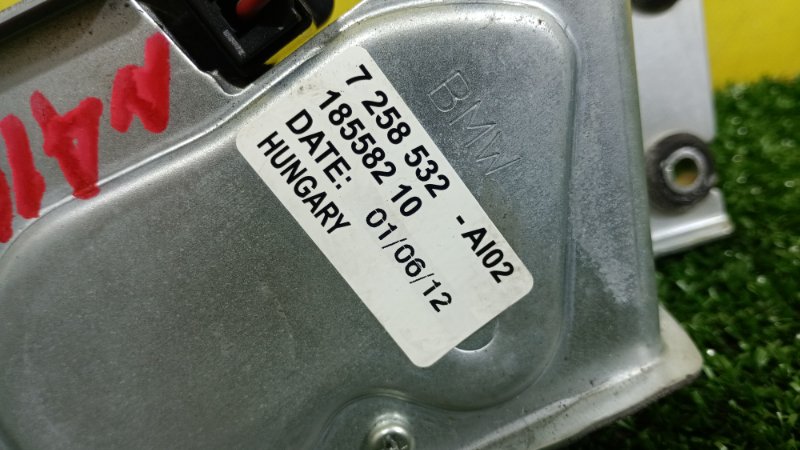 7 258 532 - AI02
185582 10
DATE: 01/06/12
HUNGARY
BMW